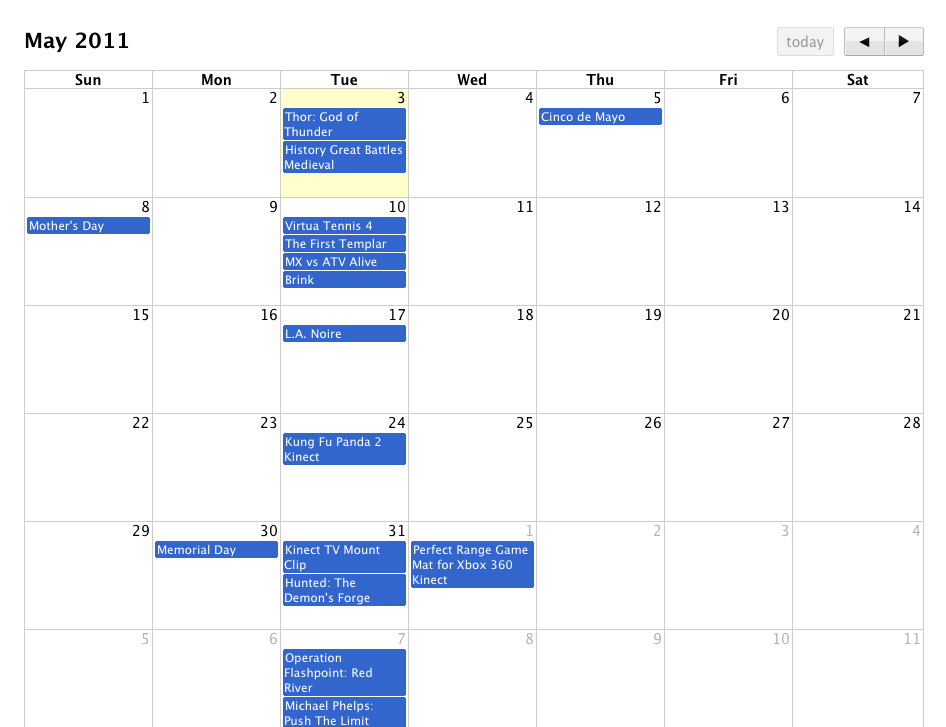 May 2011
today
Sun Mon Tue Wed Thu Fri Sat
1 2 3 4 5 6 7
Thor: God of
Thunder
History Great Battles
Medieval
Cinco de Mayo
8 9 10 11 12 13 14
Mother's Day
Virtua Tennis 4
The First Templar
MX vs ATV Alive
Brink
15 16 17 18 19 20 21
L.A. Noire
22 23 24 25 26 27 28
Kung Fu Panda 2
Kinect
29 30 31 1 2 3 4
Memorial Day
Kinect TV Mount
Clip
Hunted: The
Demon's Forge
Perfect Range Game
Mat for Xbox 360
Kinect
5 6 7 8 9 10 11
Operation
Flashpoint: Red
River
Michael Phelps:
Push The Limit